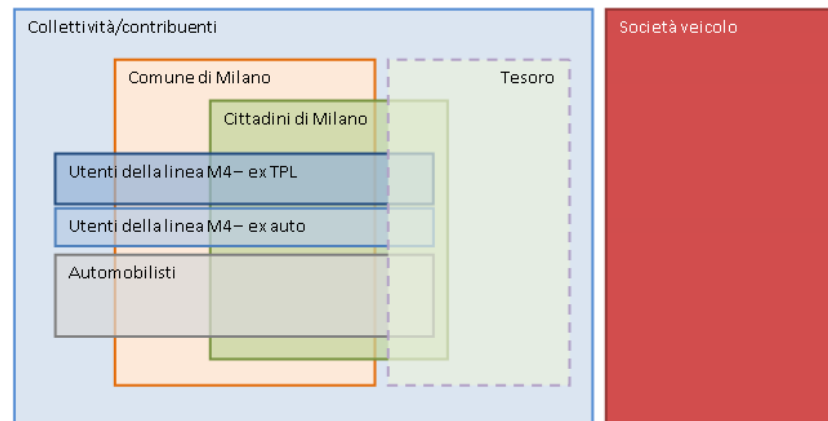 Collettività/contribuenti
Società veicolo
Comune di Milano
Tesoro
Cittadini di Milano
Utenti della linea M4– ex TPL
Utenti della linea M4– ex auto
Automobilisti